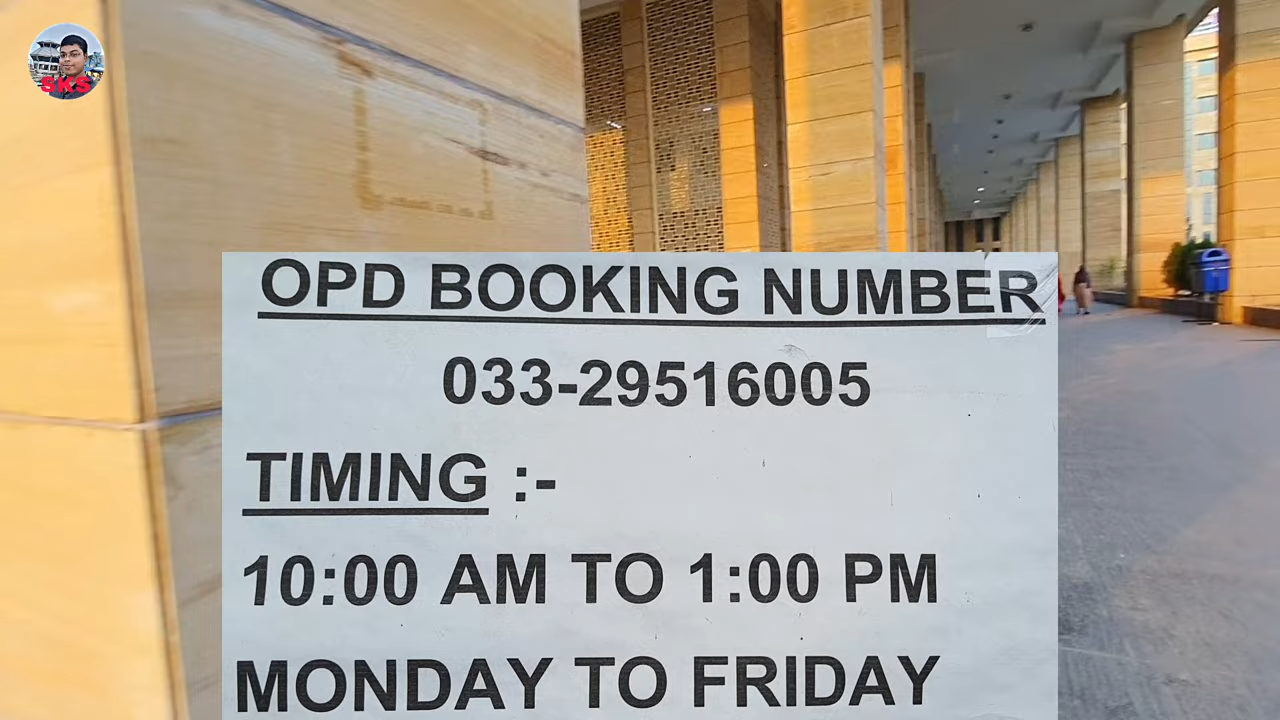 SKS
OPD BOOKING NUMBER
033-29516005
TIMING :-
10:00 AM TO 1:00 PM
MONDAY TO FRIDAY